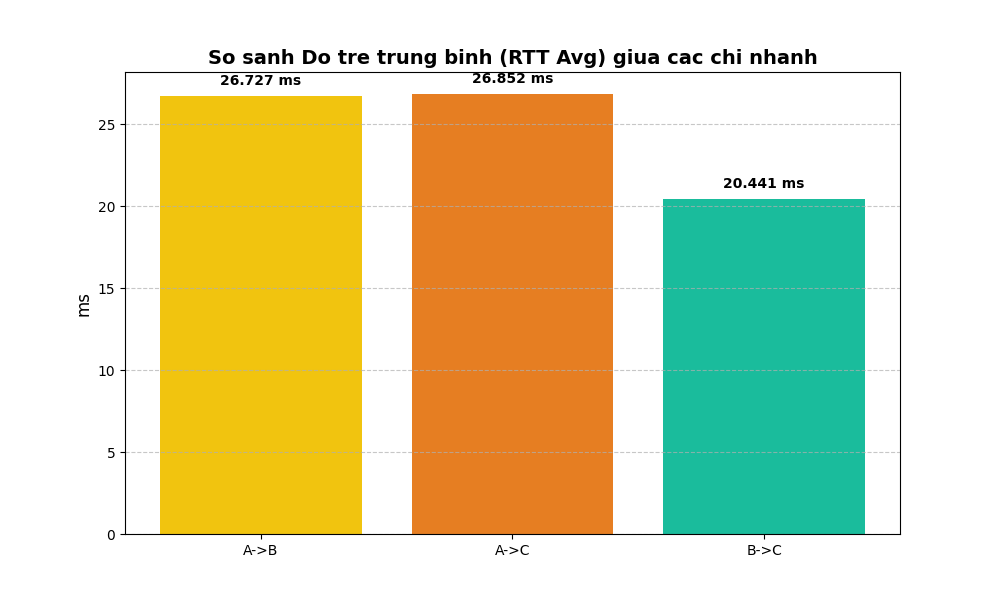 So sanh Do tre trung binh (RTT Avg) giua cac chi nhanh
26.727 ms
26.852 ms
20.441 ms
25
20
15
10
5
0
ms
A->B
A->C
B->C